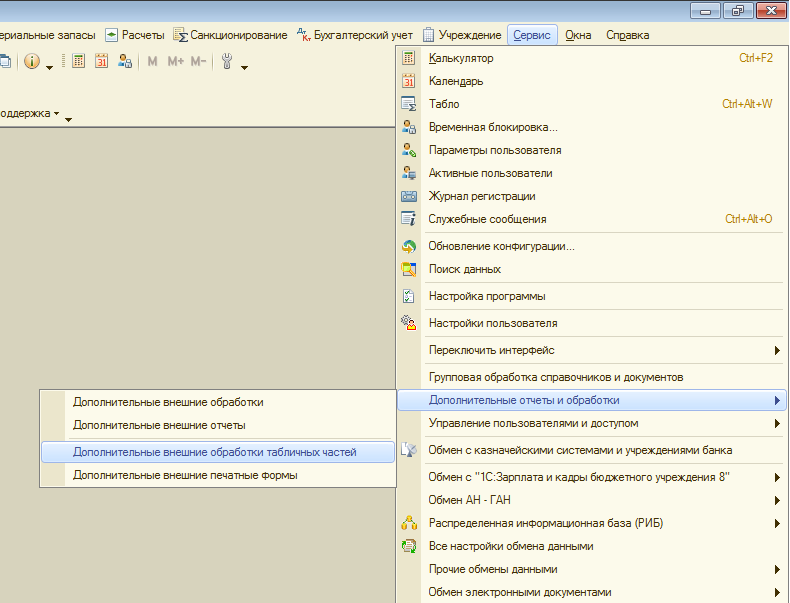 ериальные запасы Расчеты Санкционирование Бухгалтерский учет Учреждение Сервис Окна Справка
М М+ М-
оддержка
Калькулятор Ctrl+F2
Календарь
Табло Ctrl+Alt+W
Временная блокировка...
Параметры пользователя
Активные пользователи
Журнал регистрации
Служебные сообщения Ctrl+Alt+O
Обновление конфигурации...
Поиск данных
Настройка программы
Настройки пользователя
Переключить интерфейс
Групповая обработка справочников и документов
Дополнительные отчеты и обработки
Управление пользователями и доступом
Обмен с казначейскими системами и учреждениями банка
Обмен с "1С:Зарплата и кадры бюджетного учреждения 8"
Обмен АН - ГАН
Распределенная информационная база (РИБ)
Все настройки обмена данными
Прочие обмены данными
Обмен электронными документами
Дополнительные внешние обработки
Дополнительные внешние отчеты
Дополнительные внешние обработки табличных частей
Дополнительные внешние печатные формы